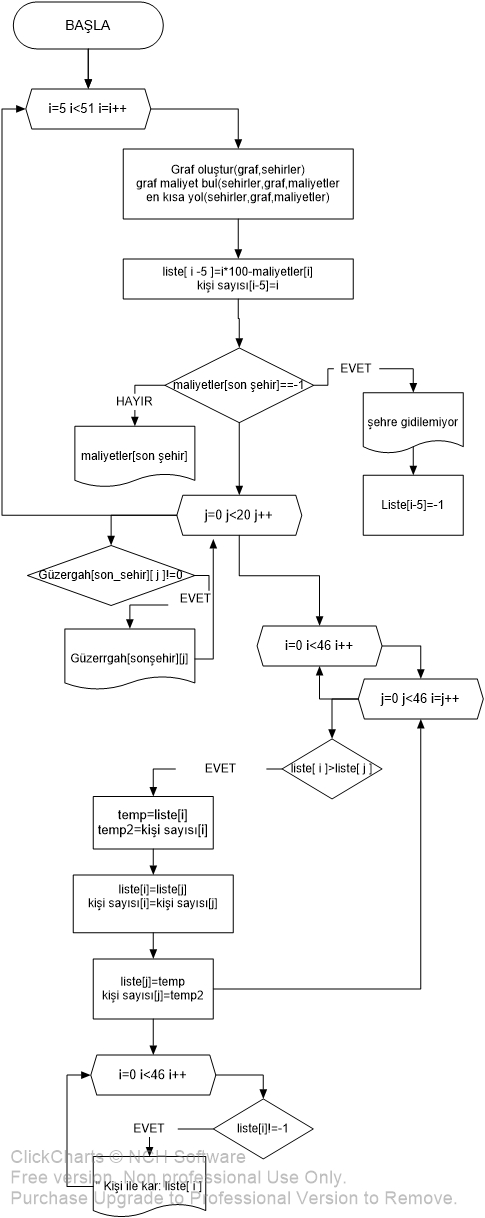 BAŞLA
i=5 i<51 i=i++
Graf oluştur(graf,sehirler)
graf maliyet bul(sehirler,graf,maliyetler
en kısa yol(sehirler,graf,maliyetler)
liste[ i -5 ]=i*100-maliyetler[i]
kişi sayısı[i-5]=i
maliyetler[son şehir]==-1
EVET
HAYIR
şehre gidilemiyor
maliyetler[son şehir]
Liste[i-5]=-1
j=0 j<20 j++
Güzergah[son_sehir][ j ]!=0
EVET
Güzerrgah[sonşehir][j]
i=0 i<46 i++
j=0 j<46 i=j++
liste[ i ]>liste[ j ]
EVET
temp=liste[i]
temp2=kişi sayısı[i]
liste[i]=liste[j]
kişi sayısı[i]=kişi sayısı[j]
liste[j]=temp
kişi sayısı[j]=temp2
i=0 i<46 i++
liste[i]!=-1
EVET
" Kişi ile kar: liste[ i ]
ClickCharts © NCH Software
Free version. Non professional Use Only.
Purchase Upgrade to Professional Version to Remove.